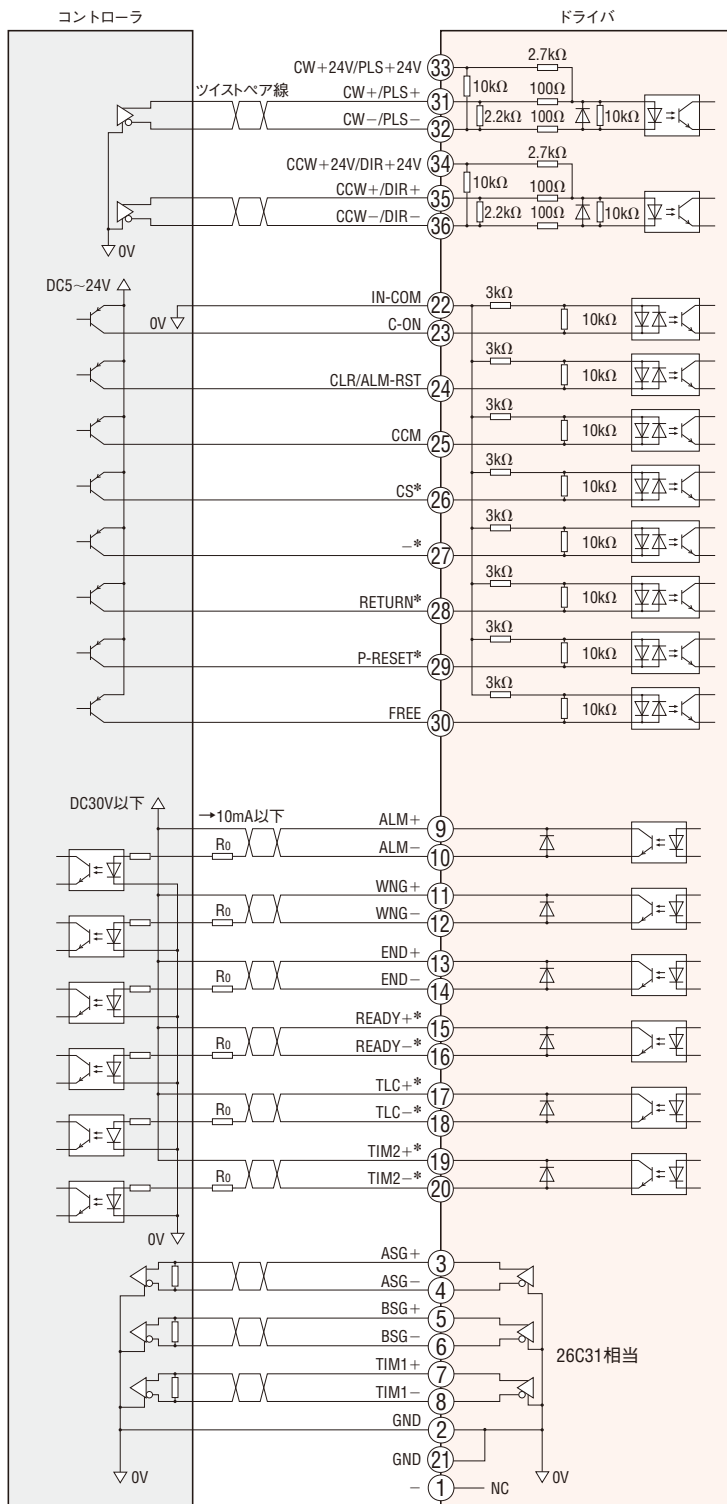 コントローラ
ドライバ
CW+24V/PLS+24V 33 2.7kΩ
10kΩ
ツイストペア線 CW+/PLS+ 31 100Ω
2.2kΩ 10kΩ
CW−/PLS− 32 100Ω
CCW+24V/DIR+24V 34 2.7kΩ
10kΩ
CCW+/DIR+ 35 100Ω
2.2kΩ 10kΩ
CCW−/DIR− 36 100Ω
0V
DC5~24V
IN-COM 22 3kΩ
0V
C-ON 23 10kΩ
3kΩ
CLR/ALM-RST 24 10kΩ
3kΩ
CCM 25 10kΩ
3kΩ
CS* 26 10kΩ
3kΩ
−* 27 10kΩ
3kΩ
RETURN* 28 10kΩ
3kΩ
P-RESET* 29 10kΩ
3kΩ
FREE 30 10kΩ
DC30V以下
→10mA以下
ALM+ 9
R0 ALM− 10
WNG+ 11
R0 WNG− 12
END+ 13
R0 END− 14
READY+* 15
R0 READY−* 16
TLC+* 17
R0 TLC−* 18
TIM2+* 19
R0 TIM2−* 20
0V
ASG+ 3
ASG− 4
BSG+ 5
BSG− 6
26C31相当
TIM1+ 7
TIM1− 8
GND 2
GND 21
0V
0V
− 1 NC